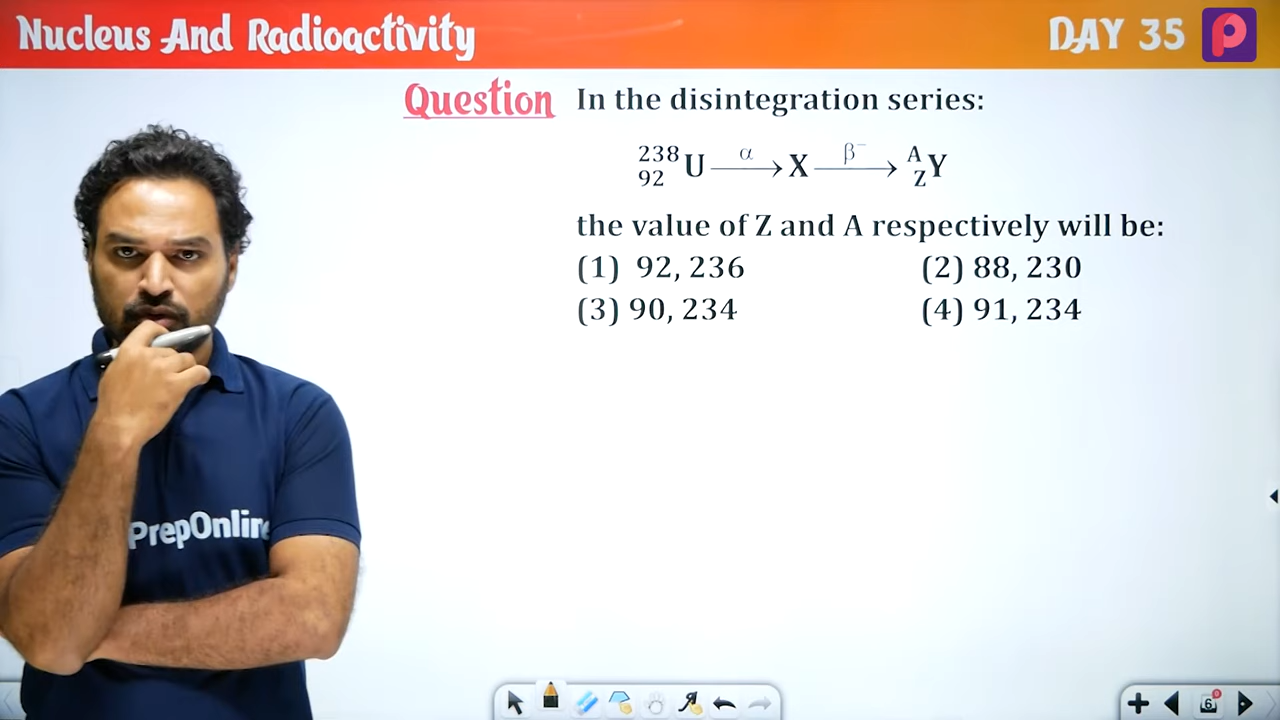 Nucleus And Radioactivity
DAY 35
Question In the disintegration series:
²³⁸₉₂U —α→ X —β⁻→ ᴬ_ZY
the value of Z and A respectively will be:
(1) 92, 236 (2) 88, 230
(3) 90, 234 (4) 91, 234
PrepOnline
6